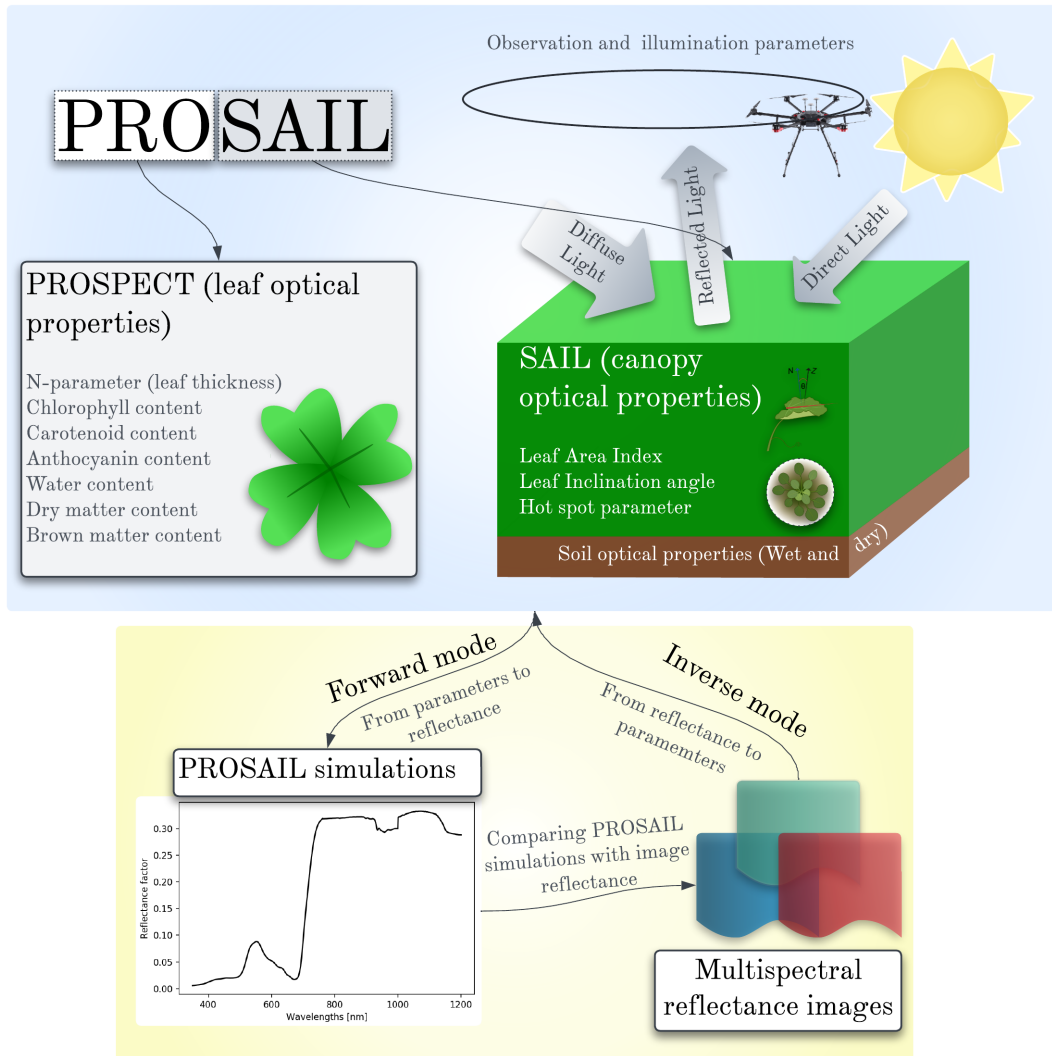 Observation and illumination parameters
PROSAIL
Diffuse
Light
Reflected Light
Direct Light
PROSPECT (leaf optical
properties)
N-parameter (leaf thickness)
Chlorophyll content
Carotenoid content
Anthocyanin content
Water content
Dry matter content
Brown matter content
SAIL (canopy
optical properties)
N
Z
θ
Leaf Area Index
Leaf Inclination angle
Hot spot parameter
Soil optical properties (Wet and dry)
Forward mode
From parameters to
reflectance
Inverse mode
From reflectance to
paramemters
PROSAIL simulations
Reflectance factor
0.30
0.25
0.20
0.15
0.10
0.05
0.00
400 600 800 1000 1200
Wavelengths [nm]
Comparing PROSAIL
simulations with image
reflectance
Multispectral
reflectance images